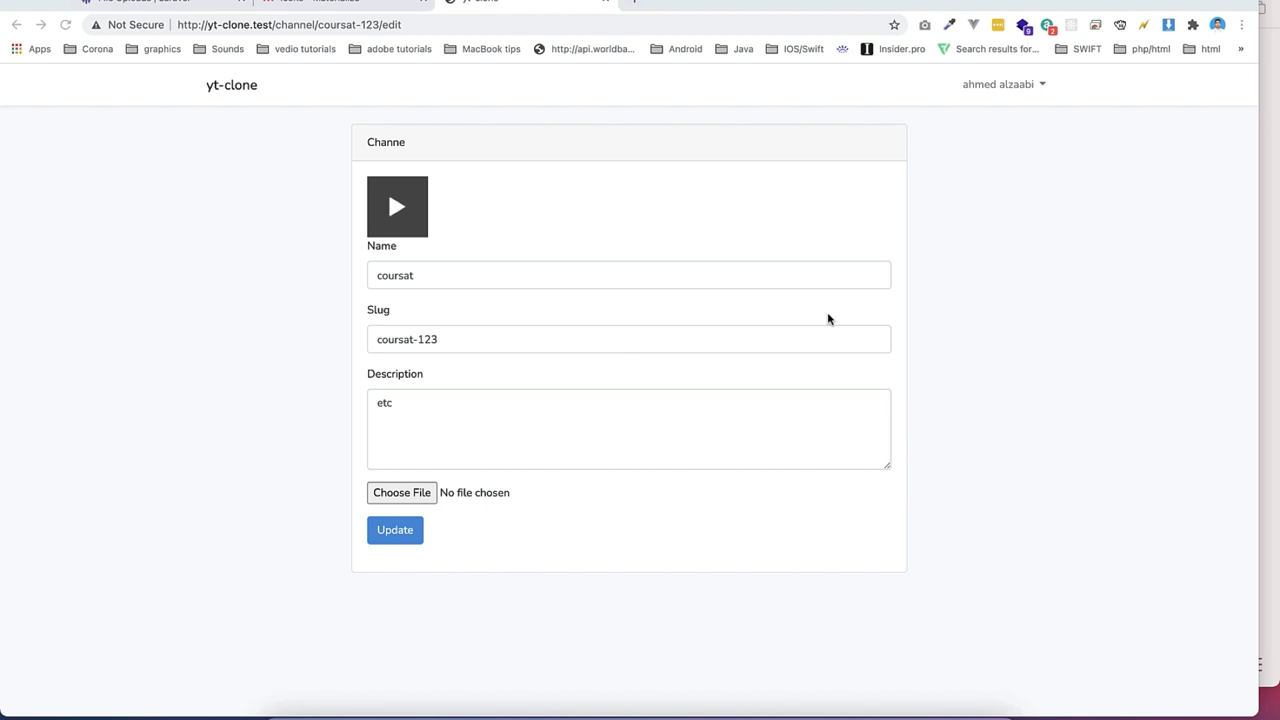 Not Secure http://yt-clone.test/channel/coursat-123/edit
Apps Corona graphics Sounds vedio tutorials adobe tutorials MacBook tips http://api.worldba... Android Java IOS/Swift Insider.pro Search results for... SWIFT php/html html »
yt-clone ahmed alzaabi
Channe
Name
coursat
Slug
coursat-123
Description
etc
Choose File No file chosen
Update